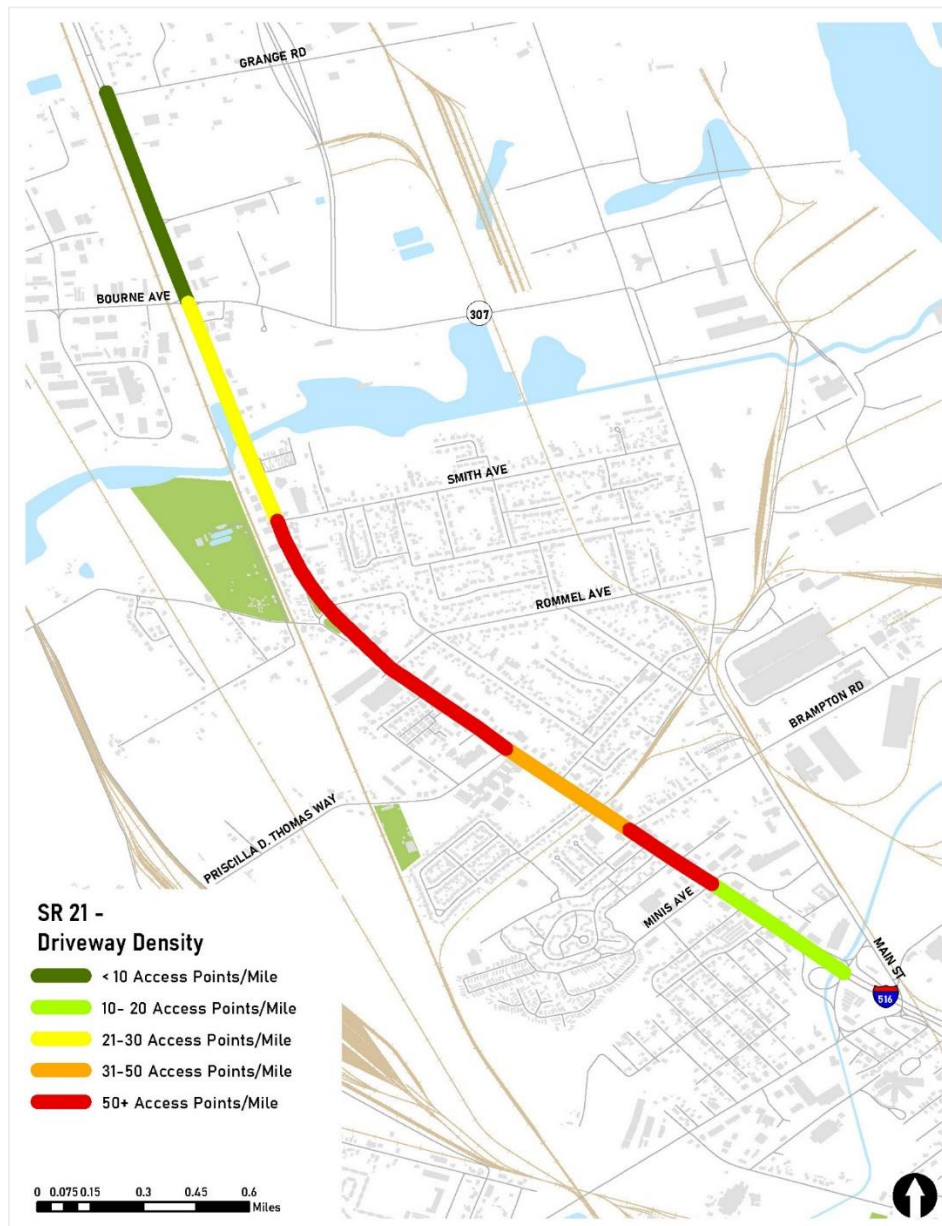 GRANGE RD
BOURNE AVE
307
SMITH AVE
ROMMEL AVE
BRAMPTON RD
PRISCILLA D. THOMAS WAY
MINIS AVE
MAIN ST
516
SR 21 -
Driveway Density
< 10 Access Points/Mile
10- 20 Access Points/Mile
21-30 Access Points/Mile
31-50 Access Points/Mile
50+ Access Points/Mile
0 0.075 0.15 0.3 0.45 0.6
Miles